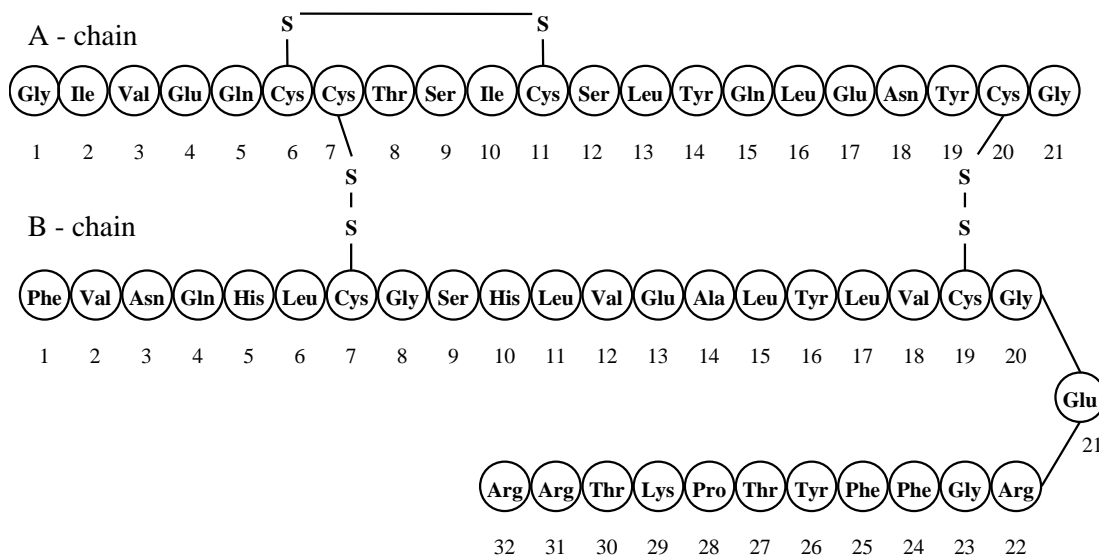 S S
A - chain
Gly Ile Val Glu Gln Cys Cys Thr Ser Ile Cys Ser Leu Tyr Gln Leu Glu Asn Tyr Cys Gly
1 2 3 4 5 6 7 8 9 10 11 12 13 14 15 16 17 18 19 20 21
S S
S S
B - chain
Phe Val Asn Gln His Leu Cys Gly Ser His Leu Val Glu Ala Leu Tyr Leu Val Cys Gly
1 2 3 4 5 6 7 8 9 10 11 12 13 14 15 16 17 18 19 20
Glu
21
Arg Arg Thr Lys Pro Thr Tyr Phe Phe Gly Arg
32 31 30 29 28 27 26 25 24 23 22